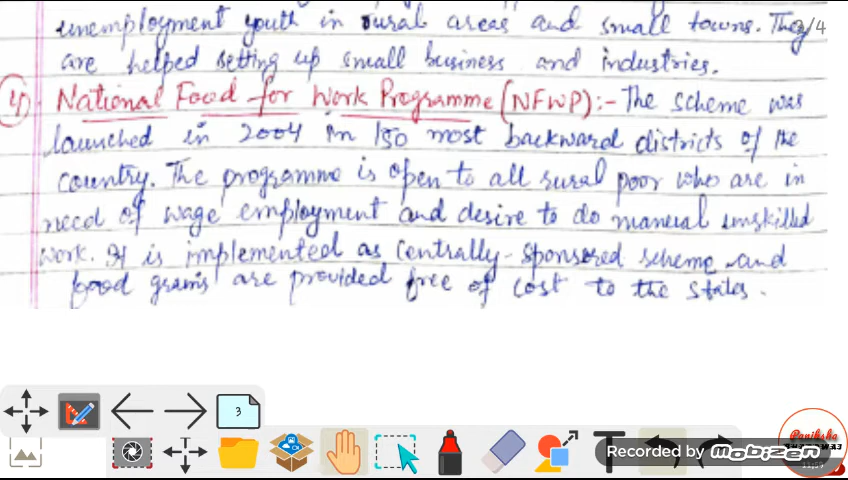 unemployment youth in rural areas and small towns. They
3/4
are helped setting up small business and industries.
4) National Food for Work Programme (NFWP):- The scheme was
launched in 2004 in 150 most backward districts of the
country. The programme is open to all rural poor who are in
need of wage employment and desire to do manual unskilled
work. It is implemented as centrally-sponsored scheme and
food grains are provided free of cost to the states.
3
Recorded by mobizen